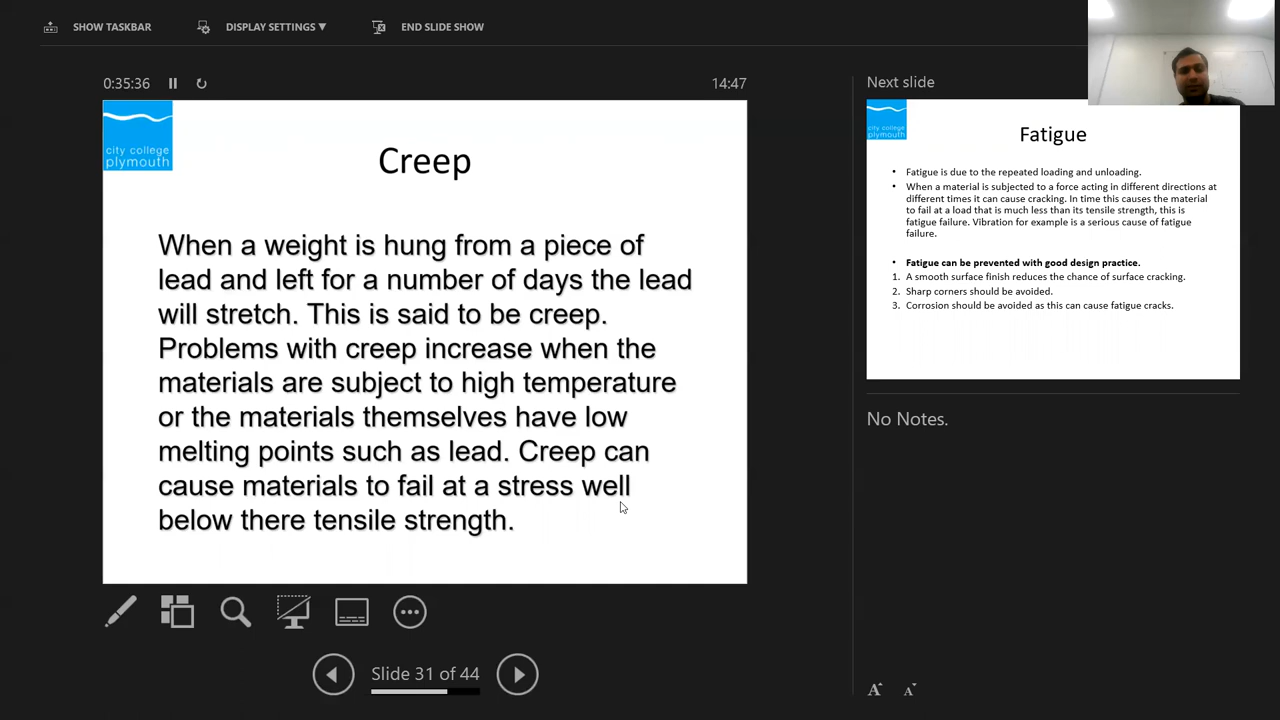 SHOW TASKBAR
DISPLAY SETTINGS ▼
END SLIDE SHOW
0:35:36
14:47
city college
plymouth
Creep
When a weight is hung from a piece of
lead and left for a number of days the lead
will stretch. This is said to be creep.
Problems with creep increase when the
materials are subject to high temperature
or the materials themselves have low
melting points such as lead. Creep can
cause materials to fail at a stress well
below there tensile strength.
Slide 31 of 44
Next slide
city college
plymouth
Fatigue
• Fatigue is due to the repeated loading and unloading.
• When a material is subjected to a force acting in different directions at
different times it can cause cracking. In time this causes the material
to fail at a load that is much less than its tensile strength, this is
fatigue failure. Vibration for example is a serious cause of fatigue
failure.
• Fatigue can be prevented with good design practice.
1. A smooth surface finish reduces the chance of surface cracking.
2. Sharp corners should be avoided.
3. Corrosion should be avoided as this can cause fatigue cracks.
No Notes.
A A